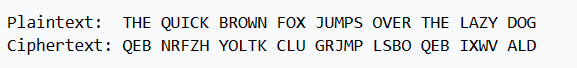 Plaintext:  THE QUICK BROWN FOX JUMPS OVER THE LAZY DOG
Ciphertext: QEB NRFZH YOLTK CLU GRJMP LSBO QEB IXWV ALD